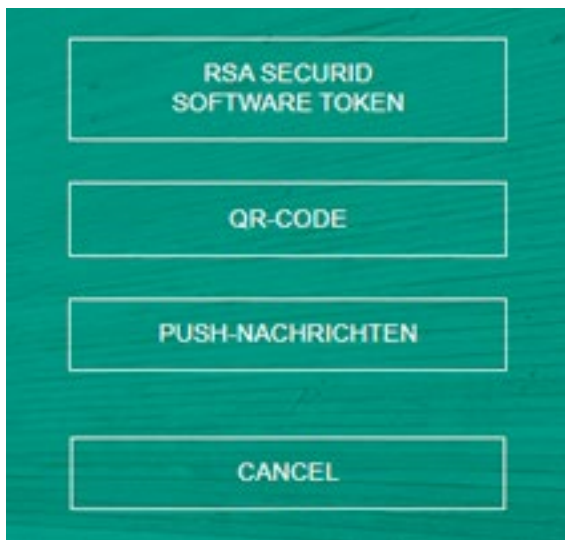 RSA SECURID
SOFTWARE TOKEN
QR-CODE
PUSH-NACHRICHTEN
CANCEL